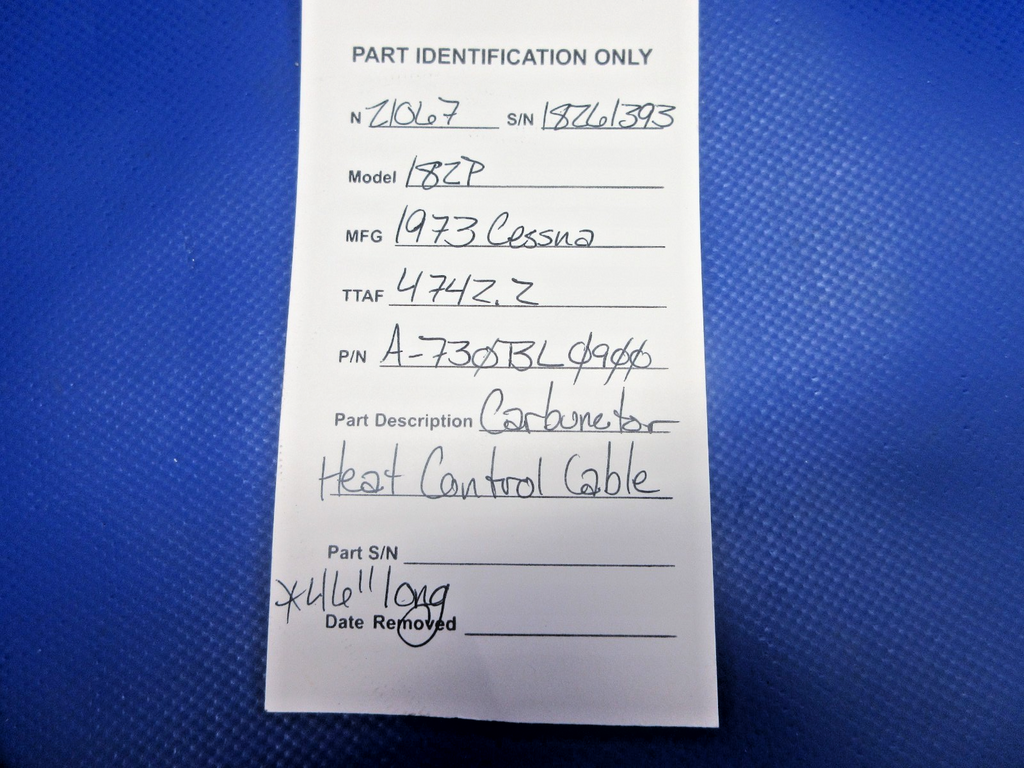 PART IDENTIFICATION ONLY
N 21067 S/N 18261393
Model 182P
MFG 1973 Cessna
TTAF 4742.2
P/N A-730BL0900
Part Description Carburetor
Heat Control Cable
Part S/N
*46" long
Date Removed